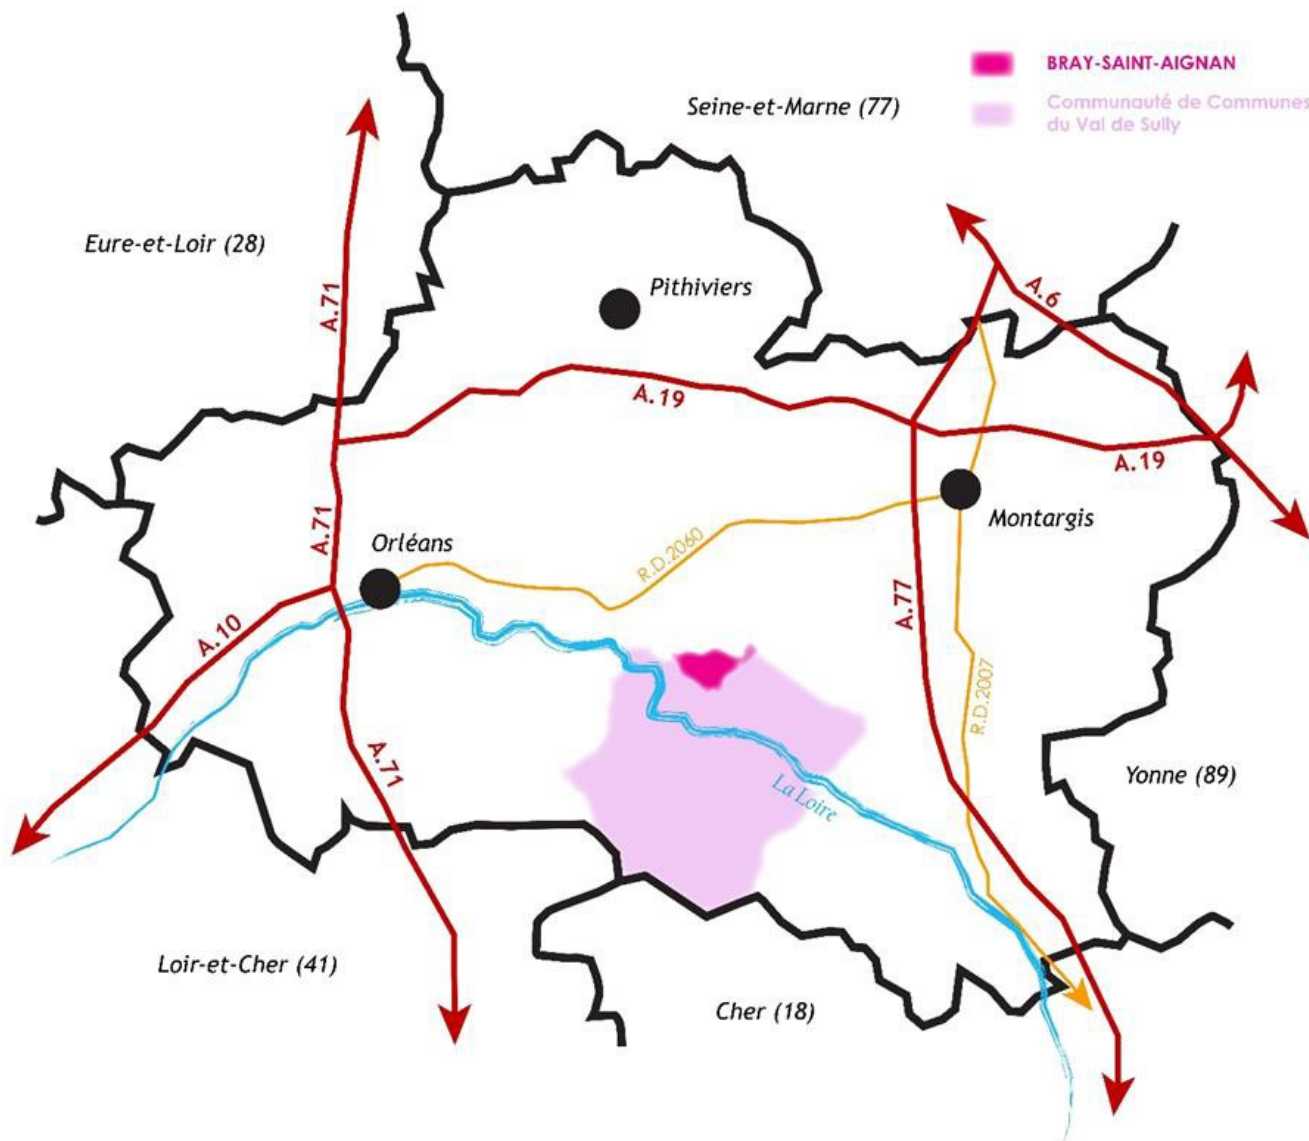 BRAY-SAINT-AIGNAN
Communauté de Communes
du Val de Sully
Seine-et-Marne (77)
Eure-et-Loir (28)
Pithiviers
A.71
A.6
A.19
A.19
Montargis
A.71
Orléans
R.D.2060
A.77
A.10
R.D.2007
A.71
La Loire
Yonne (89)
Loir-et-Cher (41)
Cher (18)